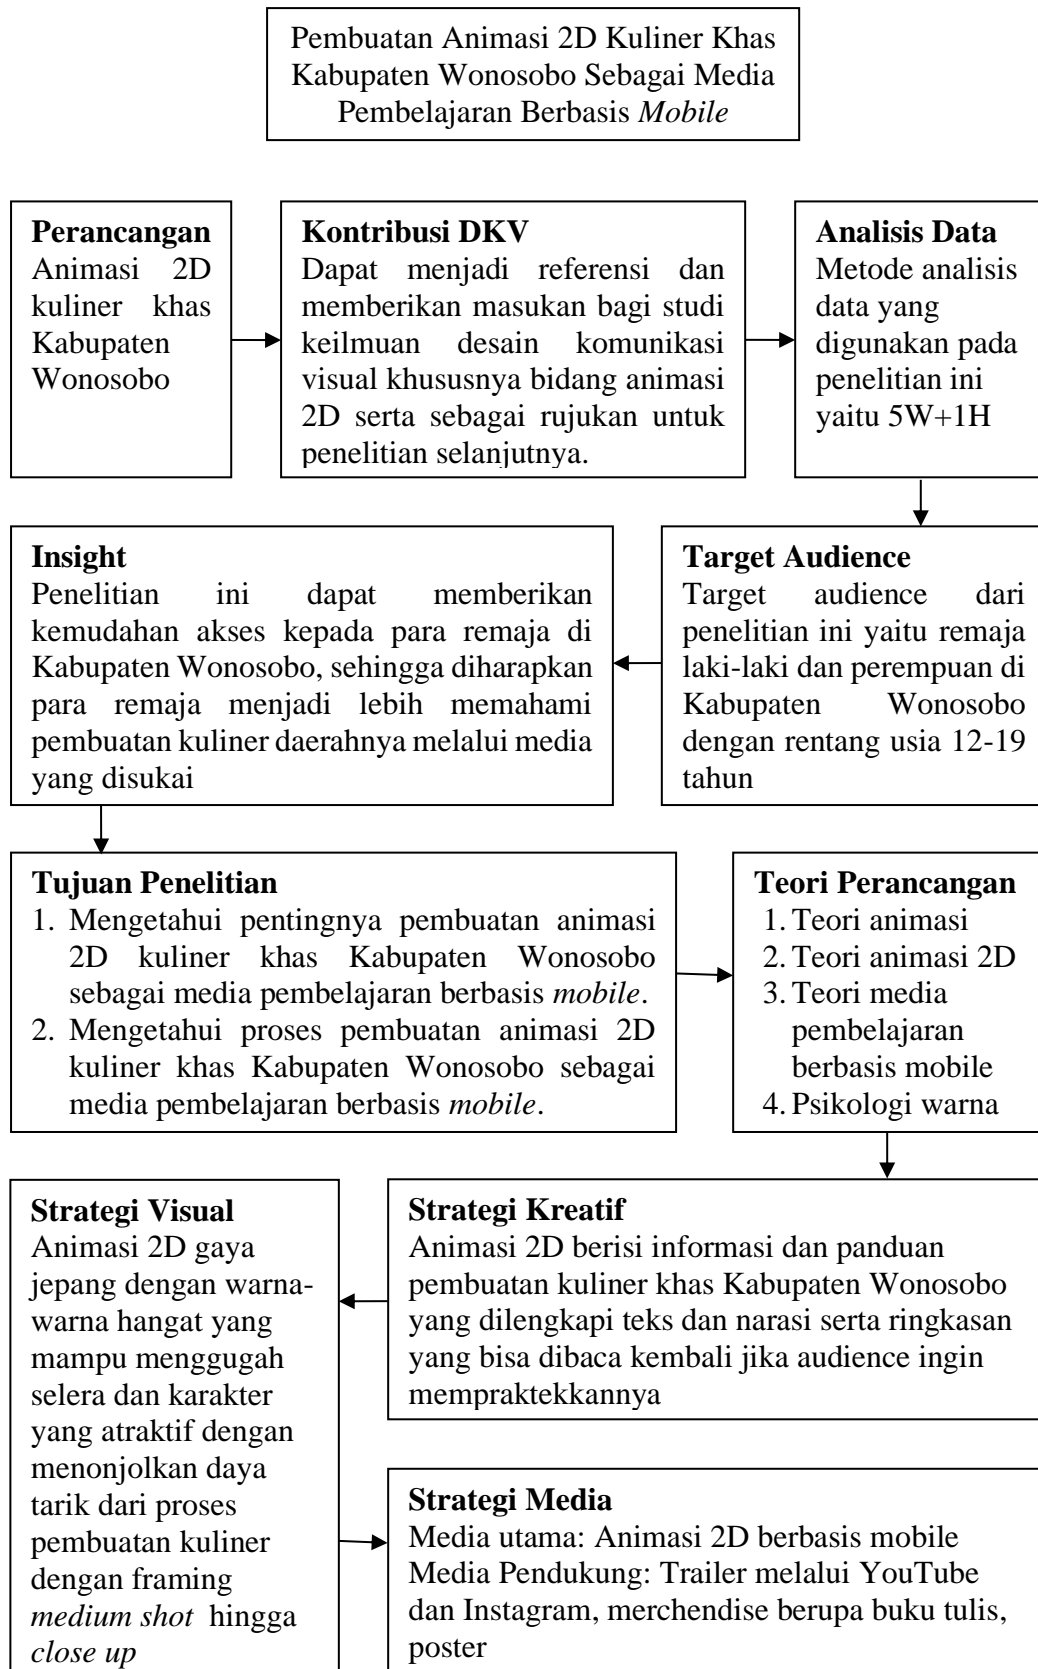 Pembuatan Animasi 2D Kuliner Khas
Kabupaten Wonosobo Sebagai Media
Pembelajaran Berbasis Mobile
Perancangan
Animasi 2D
kuliner khas
Kabupaten
Wonosobo
Kontribusi DKV
Dapat menjadi referensi dan
memberikan masukan bagi studi
keilmuan desain komunikasi
visual khususnya bidang animasi
2D serta sebagai rujukan untuk
penelitian selanjutnya.
Analisis Data
Metode analisis
data yang
digunakan pada
penelitian ini
yaitu 5W+1H
Target Audience
Target audience dari
penelitian ini yaitu remaja
laki-laki dan perempuan di
Kabupaten Wonosobo
dengan rentang usia 12-19
tahun
Insight
Penelitian ini dapat memberikan
kemudahan akses kepada para remaja di
Kabupaten Wonosobo, sehingga diharapkan
para remaja menjadi lebih memahami
pembuatan kuliner daerahnya melalui media
yang disukai
Tujuan Penelitian
1. Mengetahui pentingnya pembuatan animasi
2D kuliner khas Kabupaten Wonosobo
sebagai media pembelajaran berbasis mobile.
2. Mengetahui proses pembuatan animasi 2D
kuliner khas Kabupaten Wonosobo sebagai
media pembelajaran berbasis mobile.
Teori Perancangan
1. Teori animasi
2. Teori animasi 2D
3. Teori media
pembelajaran
berbasis mobile
4. Psikologi warna
Strategi Kreatif
Animasi 2D berisi informasi dan panduan
pembuatan kuliner khas Kabupaten Wonosobo
yang dilengkapi teks dan narasi serta ringkasan
yang bisa dibaca kembali jika audience ingin
mempraktekkannya
Strategi Visual
Animasi 2D gaya
jepang dengan warna-
warna hangat yang
mampu menggugah
selera dan karakter
yang atraktif dengan
menonjolkan daya
tarik dari proses
pembuatan kuliner
dengan framing
medium shot hingga
close up
Strategi Media
Media utama: Animasi 2D berbasis mobile
Media Pendukung: Trailer melalui YouTube
dan Instagram, merchendise berupa buku tulis,
poster